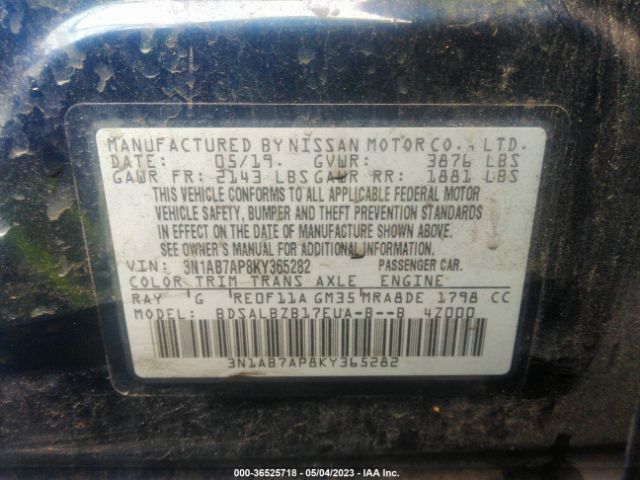 MANUFACTURED BY NISSAN MOTOR CO., LTD.
DATE: 05/19. GVWR: 3876 LBS
GAWR FR: 2143 LBS GAWR RR: 1881 LBS
THIS VEHICLE CONFORMS TO ALL APPLICABLE FEDERAL MOTOR
VEHICLE SAFETY, BUMPER AND THEFT PREVENTION STANDARDS
IN EFFECT ON THE DATE OF MANUFACTURE SHOWN ABOVE.
SEE OWNER'S MANUAL FOR ADDITIONAL INFORMATION.
VIN: 3N1AB7AP8KY365282 PASSENGER CAR.
COLOR TRIM TRANS AXLE ENGINE
RAY G RE0F11A GM35 MRA8DE 1798 CC
MODEL: BDSALBZB17EUA-B--B 4Z000
3N1AB7AP8KY365282
000-36525718 - 05/04/2023 - IAA Inc.